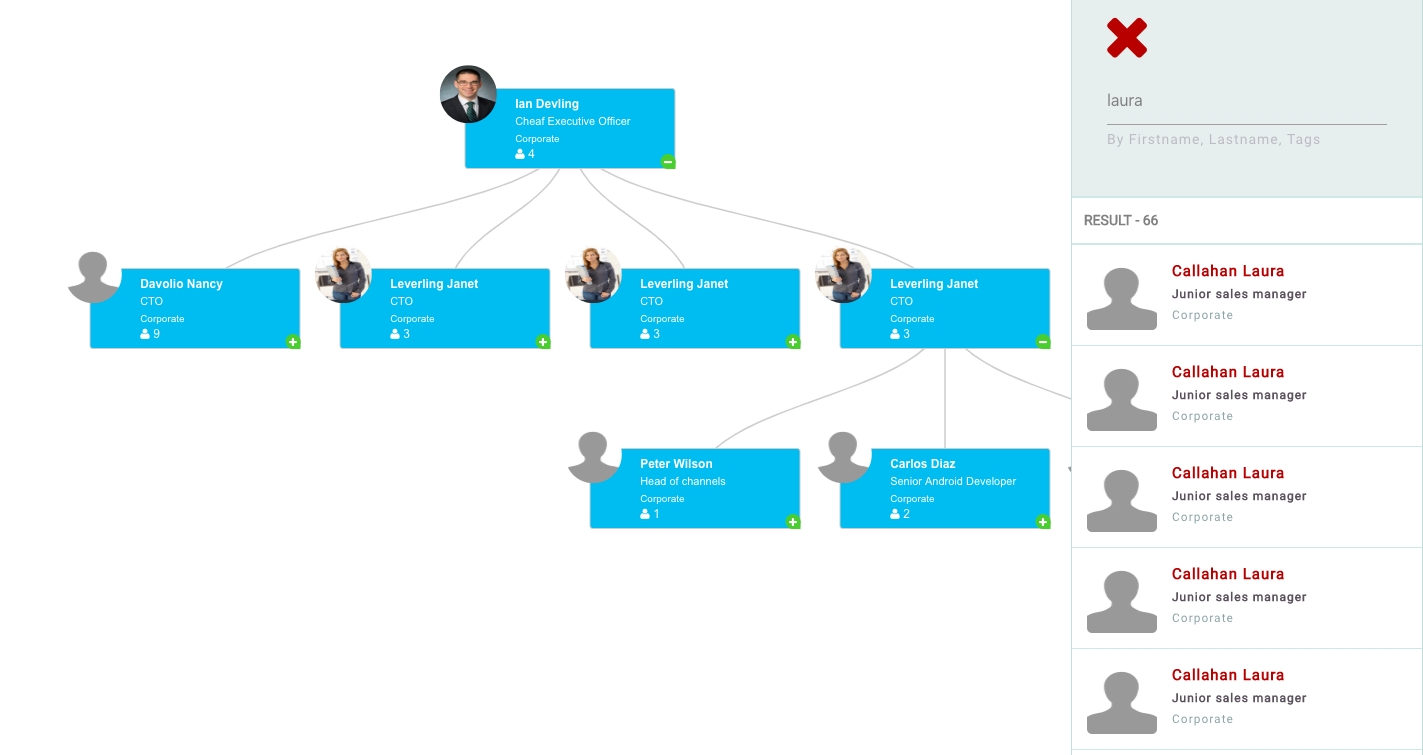 Ian Devling
Cheaf Executive Officer
Corporate
4
Davolio Nancy
CTO
Corporate
9
Leverling Janet
CTO
Corporate
3
Leverling Janet
CTO
Corporate
3
Leverling Janet
CTO
Corporate
3
Peter Wilson
Head of channels
Corporate
1
Carlos Diaz
Senior Android Developer
Corporate
2
laura
By Firstname, Lastname, Tags
RESULT - 66
Callahan Laura
Junior sales manager
Corporate
Callahan Laura
Junior sales manager
Corporate
Callahan Laura
Junior sales manager
Corporate
Callahan Laura
Junior sales manager
Corporate
Callahan Laura
Junior sales manager
Corporate